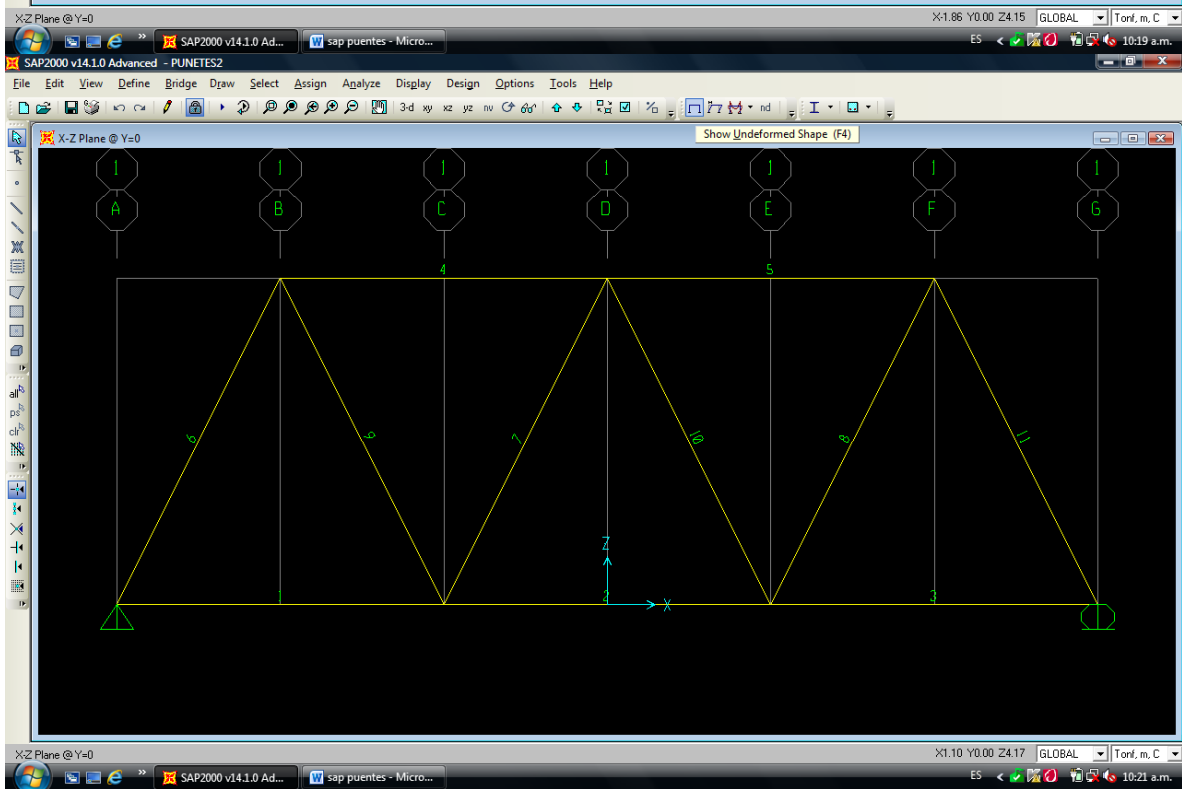 X-Z Plane @ Y=0 X-1.86 Y0.00 Z4.15 GLOBAL Tonf, m, C
» SAP2000 v14.1.0 Ad... sap puentes - Micro... ES < 10:19 a.m.
SAP2000 v14.1.0 Advanced - PUNETES2
File Edit View Define Bridge Draw Select Assign Analyze Display Design Options Tools Help
3-d xy xz yz nv nd
Show Undeformed Shape (F4)
X-Z Plane @ Y=0
1 1 1 1 1 1 1
A B C D E F G
4 5
all
ps
clr
6 9 7 10 8 11
Z
1 2 X 3
X-Z Plane @ Y=0 X1.10 Y0.00 Z4.17 GLOBAL Tonf, m, C
» SAP2000 v14.1.0 Ad... sap puentes - Micro... ES < 10:21 a.m.